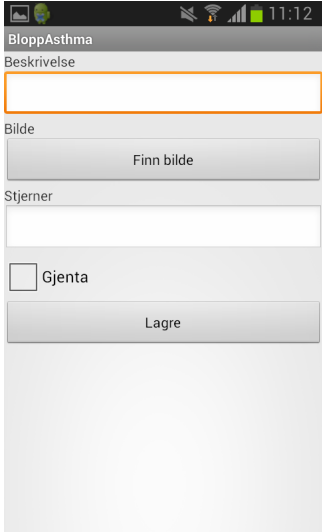 11:12
BloppAsthma
Beskrivelse
Bilde
Finn bilde
Stjerner
Gjenta
Lagre